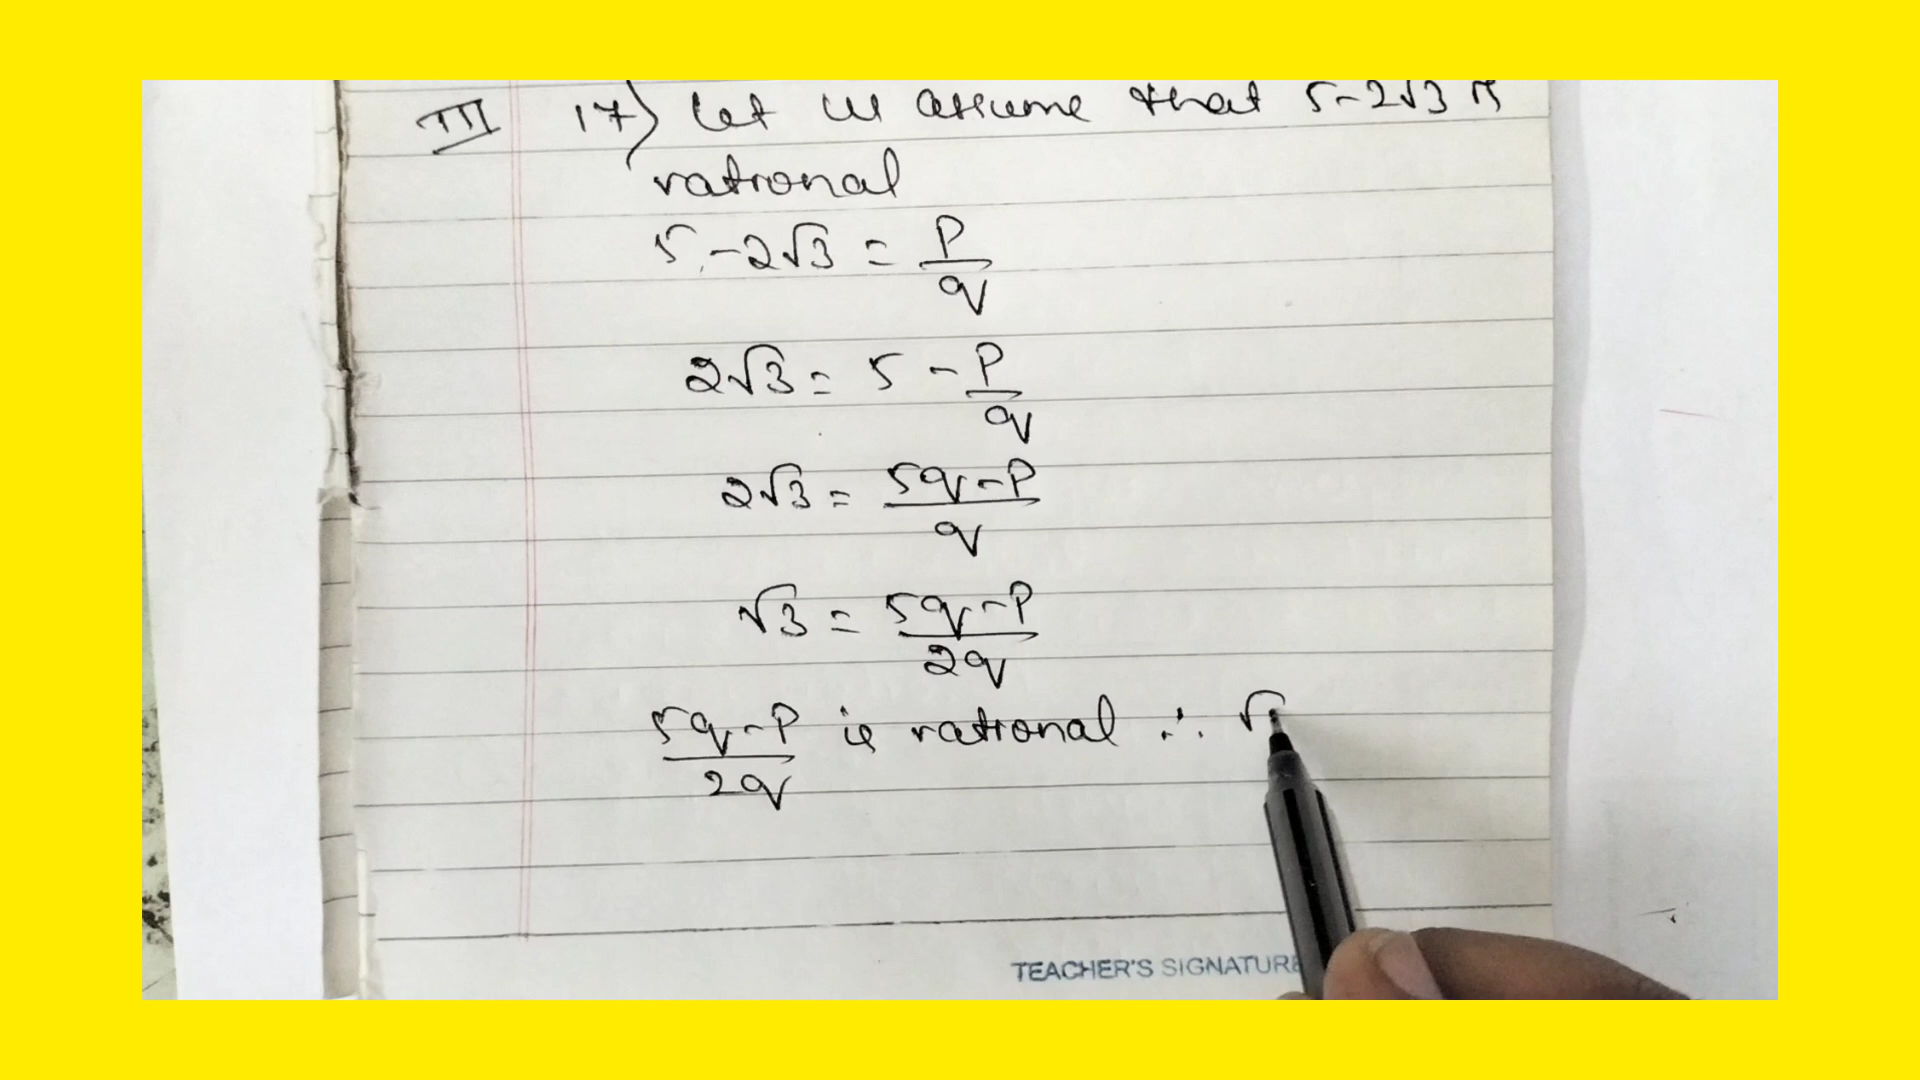 III 17) Let us assume that 5-2√3 is
rational
5-2√3 = P/q
2√3 = 5 - P/q
2√3 = 5q-P/q
√3 = 5q-P/2q
5q-P/2q is rational ∴ √
TEACHER'S SIGNATURE